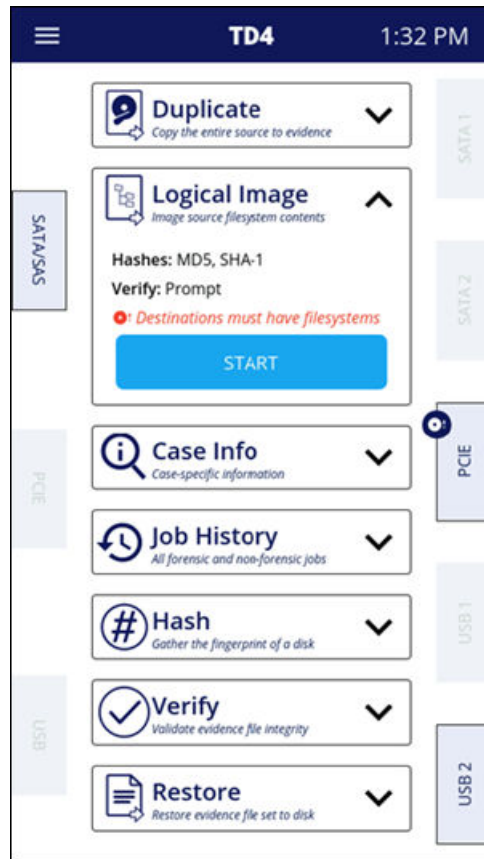 TD4
1:32 PM
Duplicate
Copy the entire source to evidence
Logical Image
Image source filesystem contents
Hashes: MD5, SHA-1
Verify: Prompt
Destinations must have filesystems
START
Case Info
Case-specific information
Job History
All forensic and non-forensic jobs
Hash
Gather the fingerprint of a disk
Verify
Validate evidence file integrity
Restore
Restore evidence file set to disk
SATA/SAS
PCIE
USB
SATA 1
SATA 2
PCIE
USB 1
USB 2